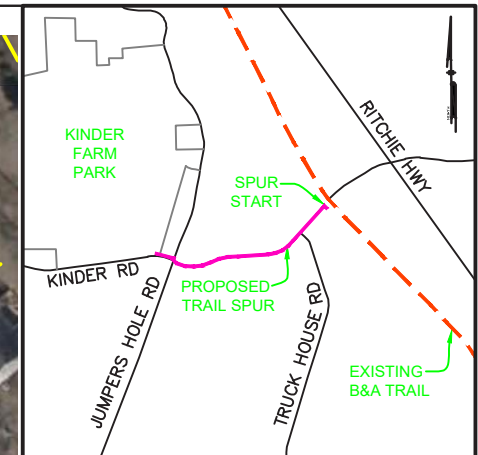 RITCHIE HWY
KINDER
FARM
PARK
SPUR
START
KINDER RD
PROPOSED
TRAIL SPUR
JUMPERS HOLE RD
TRUCK HOUSE RD
EXISTING
B&A TRAIL